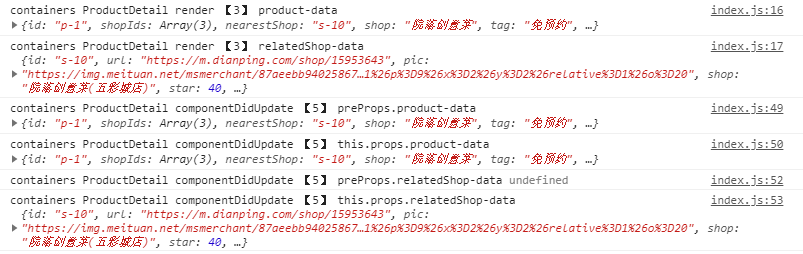 containers ProductDetail render 【3】 product-data index.js:16
{id: "p-1", shopIds: Array(3), nearestShop: "s-10", shop: "院落创意菜", tag: "免预约", …}
containers ProductDetail render 【3】 relatedShop-data index.js:17
{id: "s-10", url: "https://m.dianping.com/shop/15953643", pic:
"https://img.meituan.net/msmerchant/87aeebb94025867…1%26p%3D9%26x%3D2%26y%3D2%26relative%3D1%26o%3D20", shop:
"院落创意菜(五彩城店)", star: 40, …}
containers ProductDetail componentDidUpdate 【5】 preProps.product-data index.js:49
{id: "p-1", shopIds: Array(3), nearestShop: "s-10", shop: "院落创意菜", tag: "免预约", …}
containers ProductDetail componentDidUpdate 【5】 this.props.product-data index.js:50
{id: "p-1", shopIds: Array(3), nearestShop: "s-10", shop: "院落创意菜", tag: "免预约", …}
containers ProductDetail componentDidUpdate 【5】 preProps.relatedShop-data undefined index.js:52
containers ProductDetail componentDidUpdate 【5】 this.props.relatedShop-data index.js:53
{id: "s-10", url: "https://m.dianping.com/shop/15953643", pic:
"https://img.meituan.net/msmerchant/87aeebb94025867…1%26p%3D9%26x%3D2%26y%3D2%26relative%3D1%26o%3D20", shop:
"院落创意菜(五彩城店)", star: 40, …}